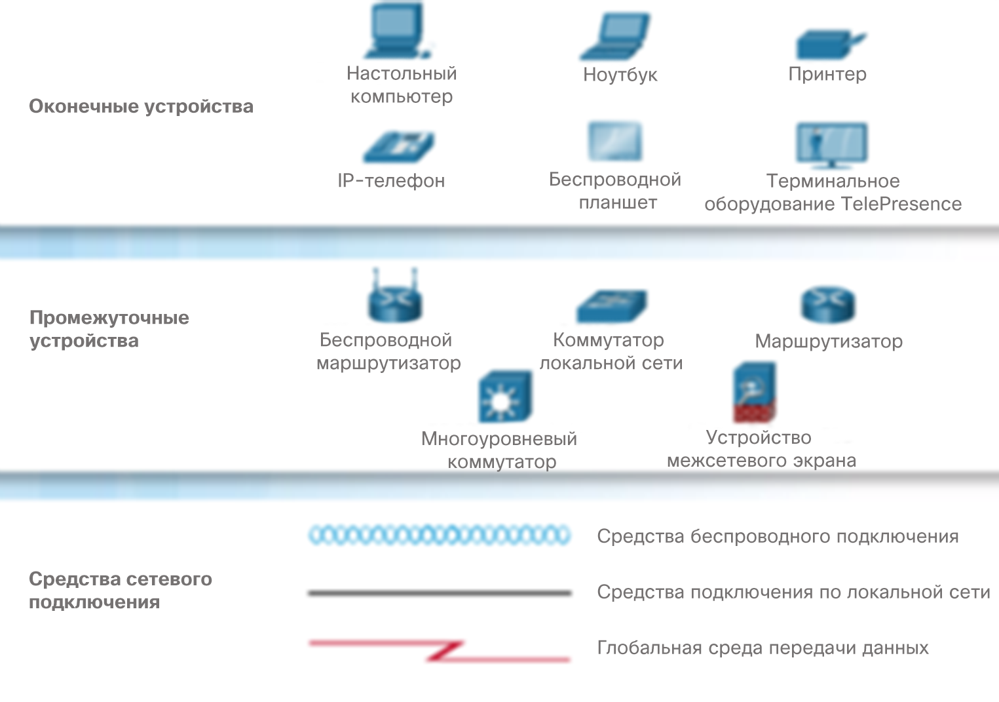 Настольный
компьютер
Ноутбук
Принтер
Оконечные устройства
IP-телефон
Беспроводной
планшет
Терминальное
оборудование TelePresence
Промежуточные
устройства
Беспроводной
маршрутизатор
Коммутатор
локальной сети
Маршрутизатор
Многоуровневый
коммутатор
Устройство
межсетевого экрана
Средства сетевого
подключения
Средства беспроводного подключения
Средства подключения по локальной сети
Глобальная среда передачи данных